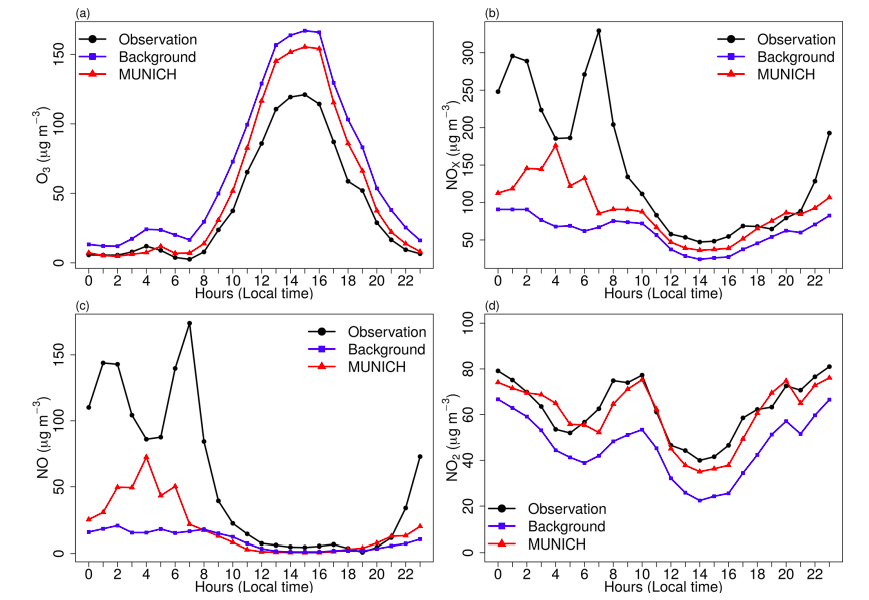 (a)
O3 (µg m−3)
150
100
50
0
Observation
Background
MUNICH
0 2 4 6 8 10 12 14 16 18 20 22
Hours (Local time)
(b)
NOX (µg m−3)
300
250
200
150
100
50
Observation
Background
MUNICH
0 2 4 6 8 10 12 14 16 18 20 22
Hours (Local time)
(c)
NO (µg m−3)
150
100
50
0
Observation
Background
MUNICH
0 2 4 6 8 10 12 14 16 18 20 22
Hours (Local time)
(d)
NO2 (µg m−3)
100
80
60
40
20
0
Observation
Background
MUNICH
0 2 4 6 8 10 12 14 16 18 20 22
Hours (Local time)